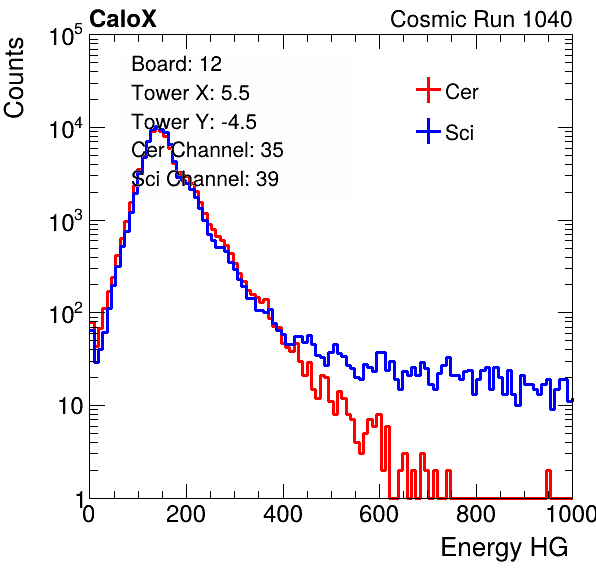 CaloX Cosmic Run 1040
Counts
10^5
10^4
10^3
10^2
10
1
Board: 12
Tower X: 5.5
Tower Y: -4.5
Cer Channel: 35
Sci Channel: 39
Cer
Sci
0 200 400 600 800 1000
Energy HG